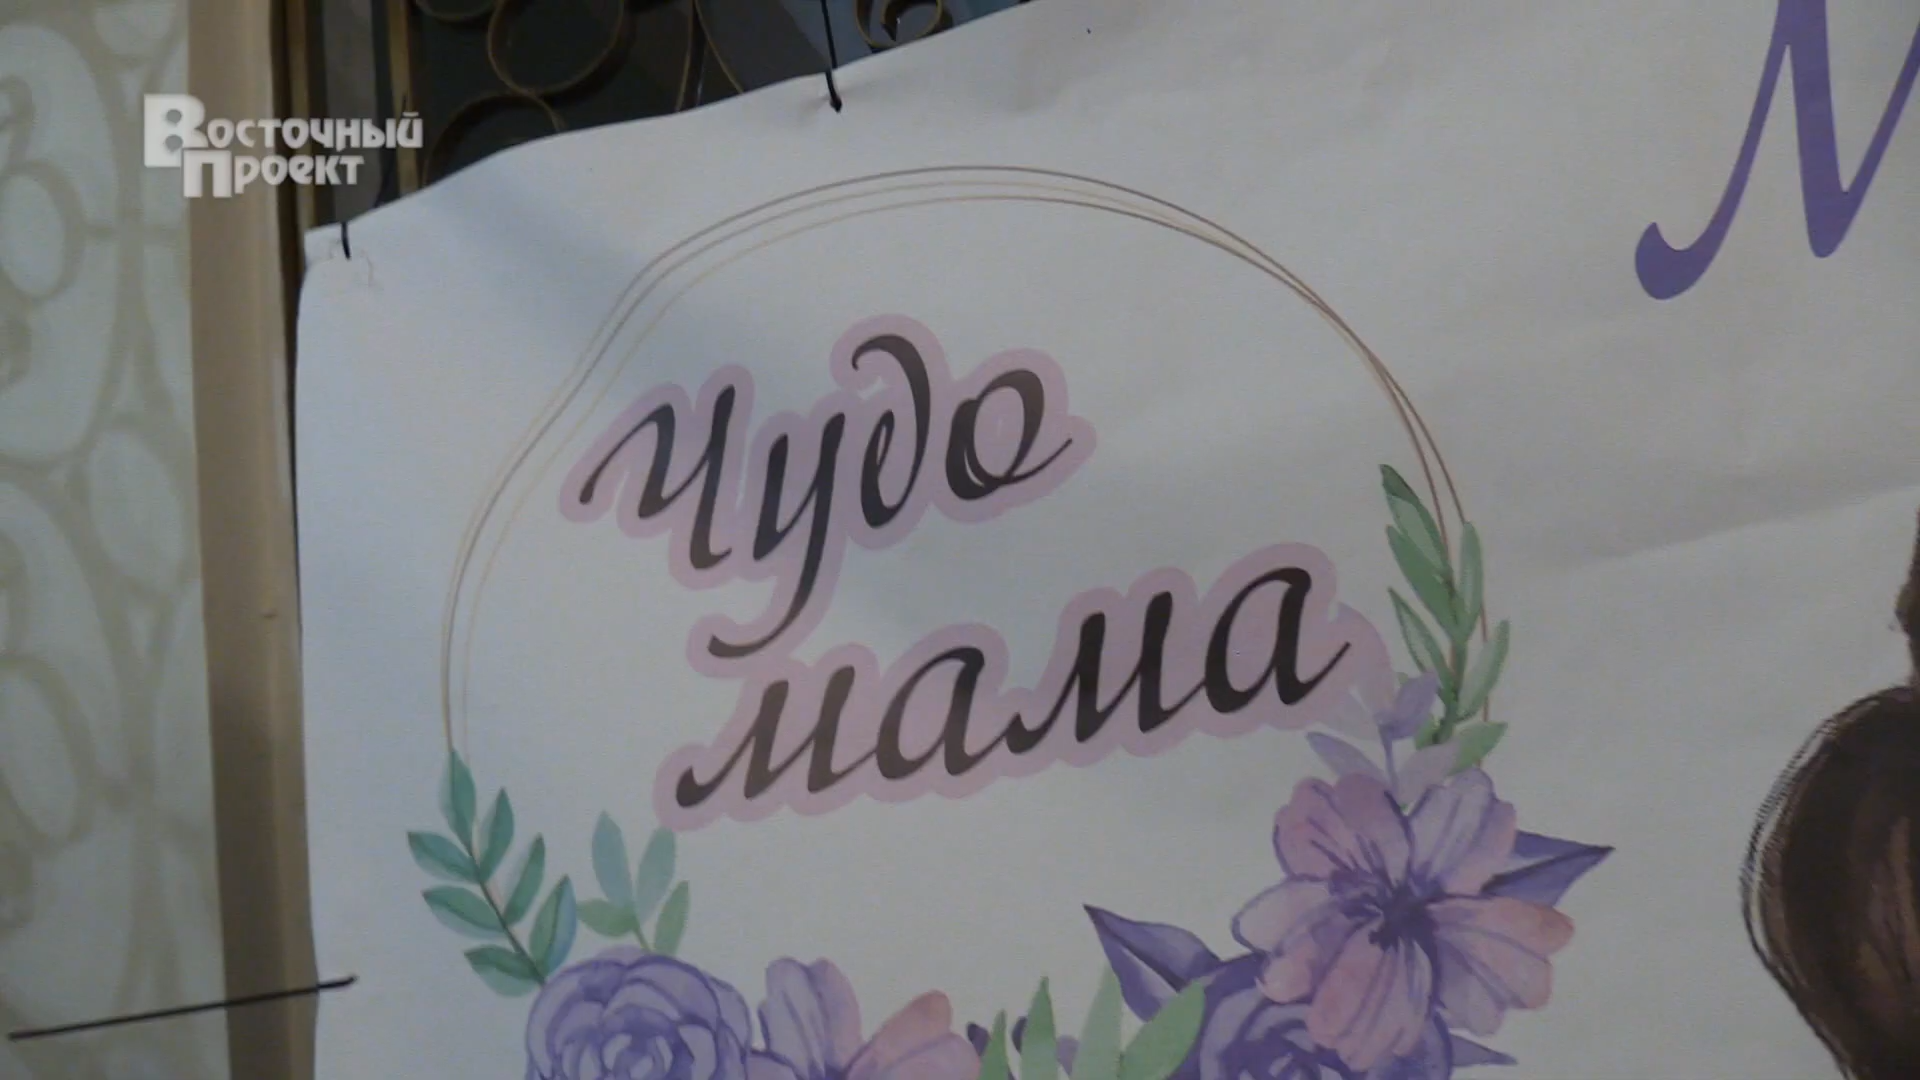 Восточный
Проект
Чудо
мама